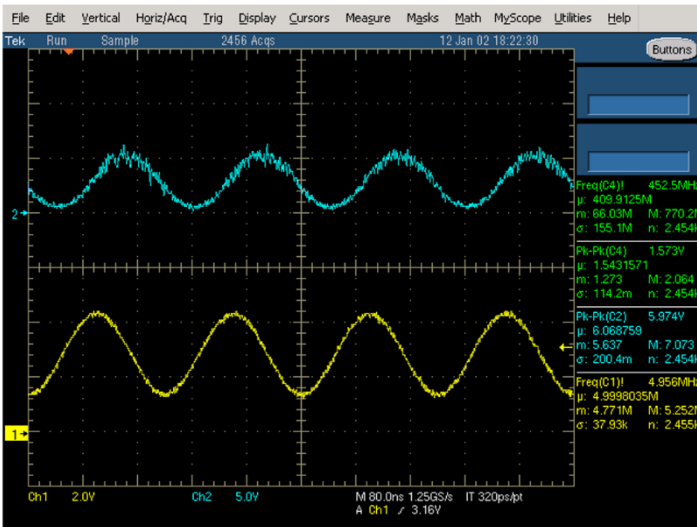 File Edit Vertical Horiz/Acq Trig Display Cursors Measure Masks Math MyScope Utilities Help
Tek Run Sample 2456 Acqs 12 Jan 02 18:22:30
Buttons
Freq(C4)! 452.5MHz
µ: 409.9125M
m: 66.03M M: 770.2M
σ: 155.1M n: 2.454k
Pk-Pk(C4) 1.573V
µ: 1.5431571
m: 1.273 M: 2.064
σ: 114.2m n: 2.454k
Pk-Pk(C2) 5.974V
µ: 6.068759
m: 5.637 M: 7.073
σ: 200.4m n: 2.454k
Freq(C1)! 4.956MHz
µ: 4.9998035M
m: 4.771M M: 5.252M
σ: 37.93k n: 2.455k
2
1
Ch1 2.0V Ch2 5.0V M 80.0ns 1.25GS/s IT 320ps/pt
A Ch1 3.16V